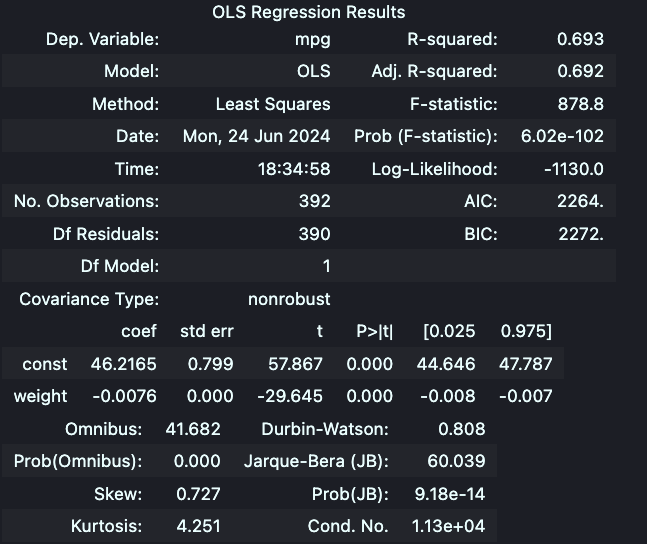 OLS Regression Results
Dep. Variable: mpg R-squared: 0.693
Model: OLS Adj. R-squared: 0.692
Method: Least Squares F-statistic: 878.8
Date: Mon, 24 Jun 2024 Prob (F-statistic): 6.02e-102
Time: 18:34:58 Log-Likelihood: -1130.0
No. Observations: 392 AIC: 2264.
Df Residuals: 390 BIC: 2272.
Df Model: 1
Covariance Type: nonrobust
coef std err t P>|t| [0.025 0.975]
const 46.2165 0.799 57.867 0.000 44.646 47.787
weight -0.0076 0.000 -29.645 0.000 -0.008 -0.007
Omnibus: 41.682 Durbin-Watson: 0.808
Prob(Omnibus): 0.000 Jarque-Bera (JB): 60.039
Skew: 0.727 Prob(JB): 9.18e-14
Kurtosis: 4.251 Cond. No. 1.13e+04